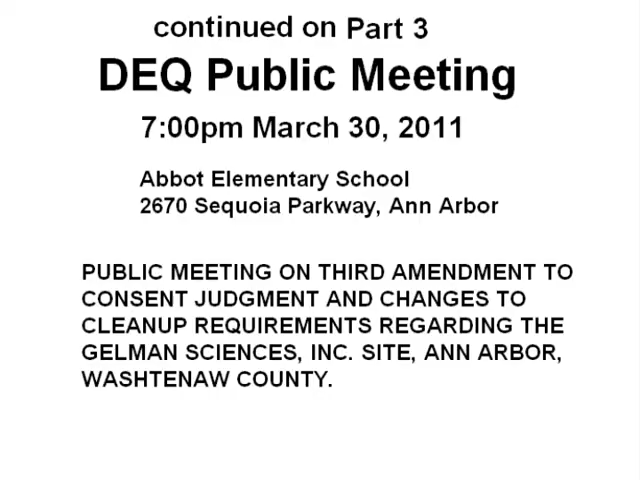 continued on Part 3
DEQ Public Meeting
7:00pm March 30, 2011
Abbot Elementary School
2670 Sequoia Parkway, Ann Arbor
PUBLIC MEETING ON THIRD AMENDMENT TO
CONSENT JUDGMENT AND CHANGES TO
CLEANUP REQUIREMENTS REGARDING THE
GELMAN SCIENCES, INC. SITE, ANN ARBOR,
WASHTENAW COUNTY.